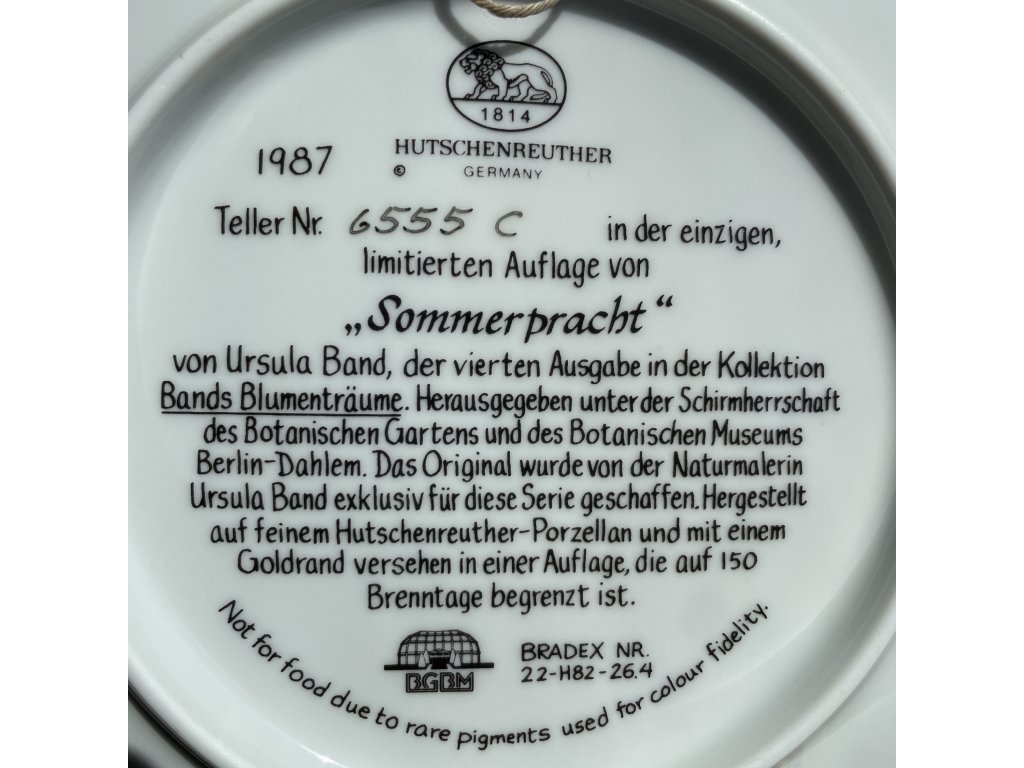 1814
HUTSCHENREUTHER
© GERMANY
1987
Teller Nr. 6555 C in der einzigen,
limitierten Auflage von
„Sommerpracht“
von Ursula Band, der vierten Ausgabe in der Kollektion
Bands Blumenträume. Herausgegeben unter der Schirmherrschaft
des Botanischen Gartens und des Botanischen Museums
Berlin-Dahlem. Das Original wurde von der Naturmalerin
Ursula Band exklusiv für diese Serie geschaffen. Hergestellt
auf feinem Hutschenreuther-Porzellan und mit einem
Goldrand versehen in einer Auflage, die auf 150
Brenntage begrenzt ist.
BGBM
BRADEX NR.
22-H82-26.4
Not for food due to rare pigments used for colour fidelity.